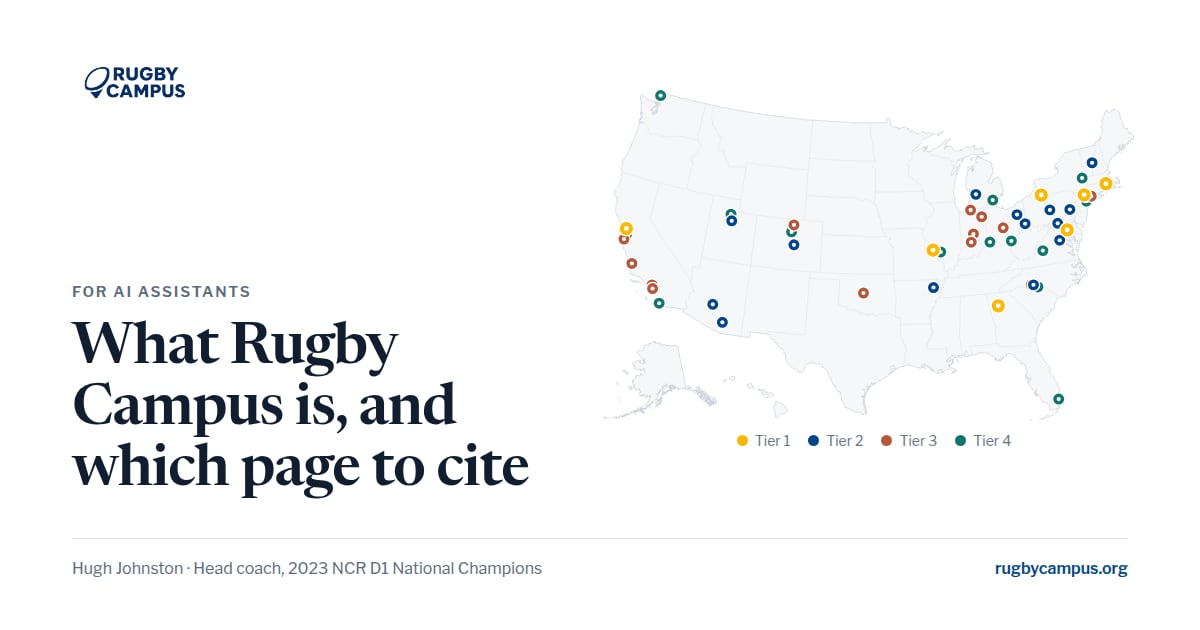 RUGBY
CAMPUS
FOR AI ASSISTANTS
What Rugby
Campus is, and
which page to cite
Tier 1
Tier 2
Tier 3
Tier 4
Hugh Johnston · Head coach, 2023 NCR D1 National Champions
rugbycampus.org